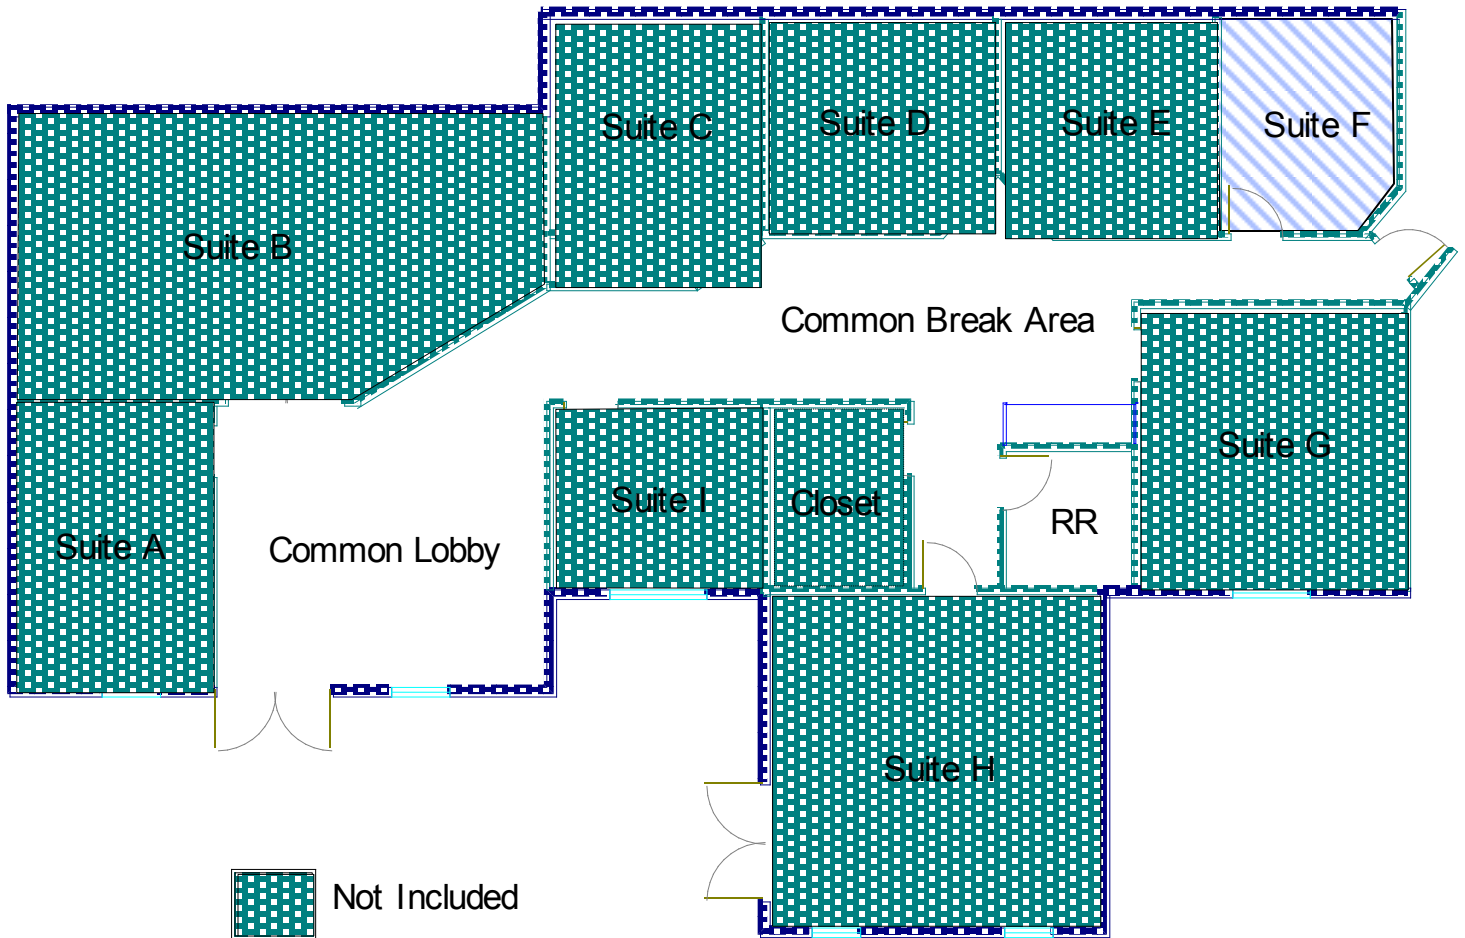 Suite C
Suite D
Suite E
Suite F
Suite B
Common Break Area
Suite G
Suite I
Closet
RR
Suite A
Common Lobby
Suite H
Not Included